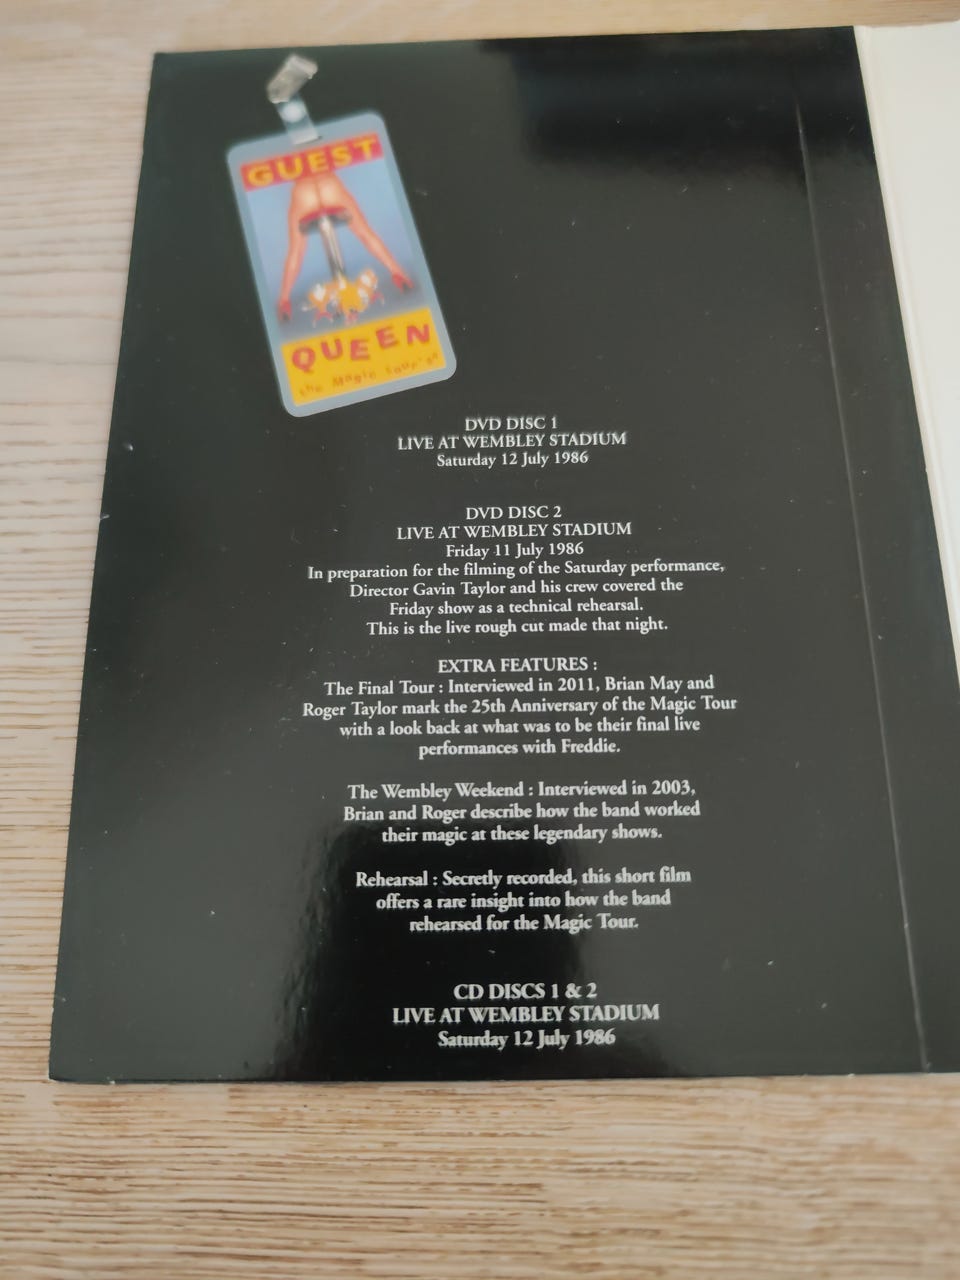 GUEST
QUEEN
the Magic tour '86
DVD DISC 1
LIVE AT WEMBLEY STADIUM
Saturday 12 July 1986
DVD DISC 2
LIVE AT WEMBLEY STADIUM
Friday 11 July 1986
In preparation for the filming of the Saturday performance,
Director Gavin Taylor and his crew covered the
Friday show as a technical rehearsal.
This is the live rough cut made that night.
EXTRA FEATURES :
The Final Tour : Interviewed in 2011, Brian May and
Roger Taylor mark the 25th Anniversary of the Magic Tour
with a look back at what was to be their final live
performances with Freddie.
The Wembley Weekend : Interviewed in 2003,
Brian and Roger describe how the band worked
their magic at these legendary shows.
Rehearsal : Secretly recorded, this short film
offers a rare insight into how the band
rehearsed for the Magic Tour.
CD DISCS 1 & 2
LIVE AT WEMBLEY STADIUM
Saturday 12 July 1986